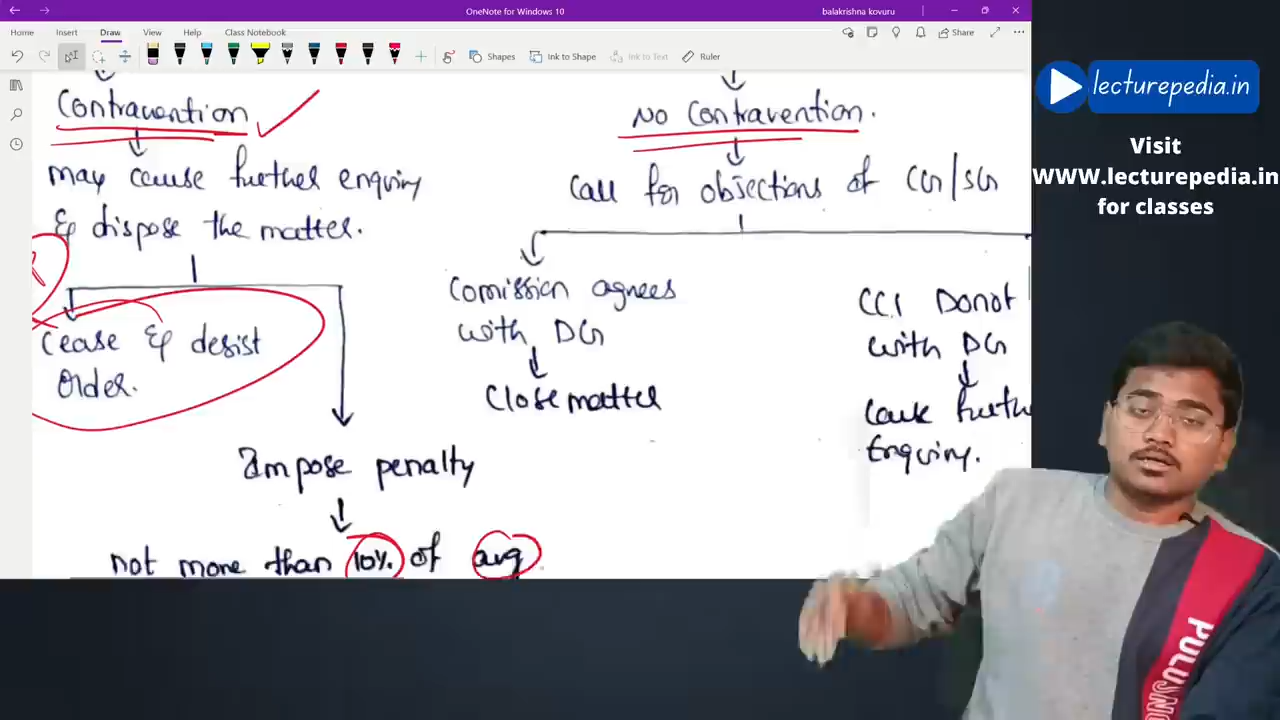 OneNote for Windows 10
balakrishna kovuru
Home
Insert
Draw
View
Help
Class Notebook
Share
Shapes
Ink to Shape
Ink to Text
Ruler
Contravention
may cause further enquiry
& dispose the matter.
Cease & desist
Order.
Impose penalty
not more than 10% of avg
No Contravention.
Call for objections of CG/SG
Comission agrees
with DG
Close matter
CCI Donot
with DG
Cause furthe
Enquiry.
lecturepedia.in
Visit
WWW.lecturepedia.in
for classes